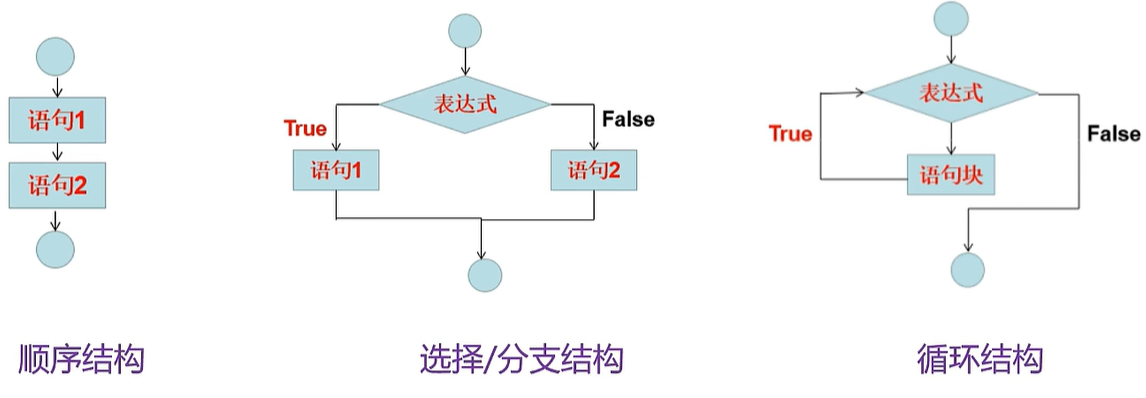 语句1
语句2
顺序结构
表达式
True
False
语句1
语句2
选择/分支结构
表达式
True
False
语句块
循环结构